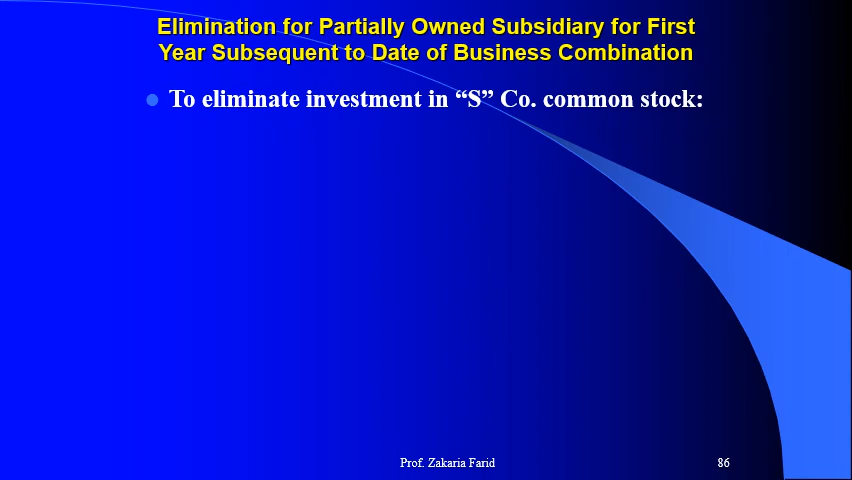 Elimination for Partially Owned Subsidiary for First
Year Subsequent to Date of Business Combination
To eliminate investment in “S” Co. common stock:
Prof. Zakaria Farid
86